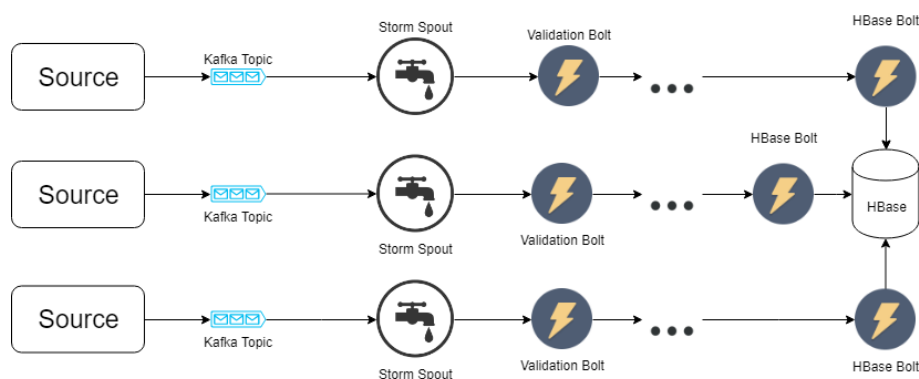 HBase Bolt
Storm Spout
Validation Bolt
Kafka Topic
Source
HBase Bolt
Source
HBase
Kafka Topic
Validation Bolt
Storm Spout
Source
Kafka Topic
Validation Bolt
HBase Bolt
Storm Spout